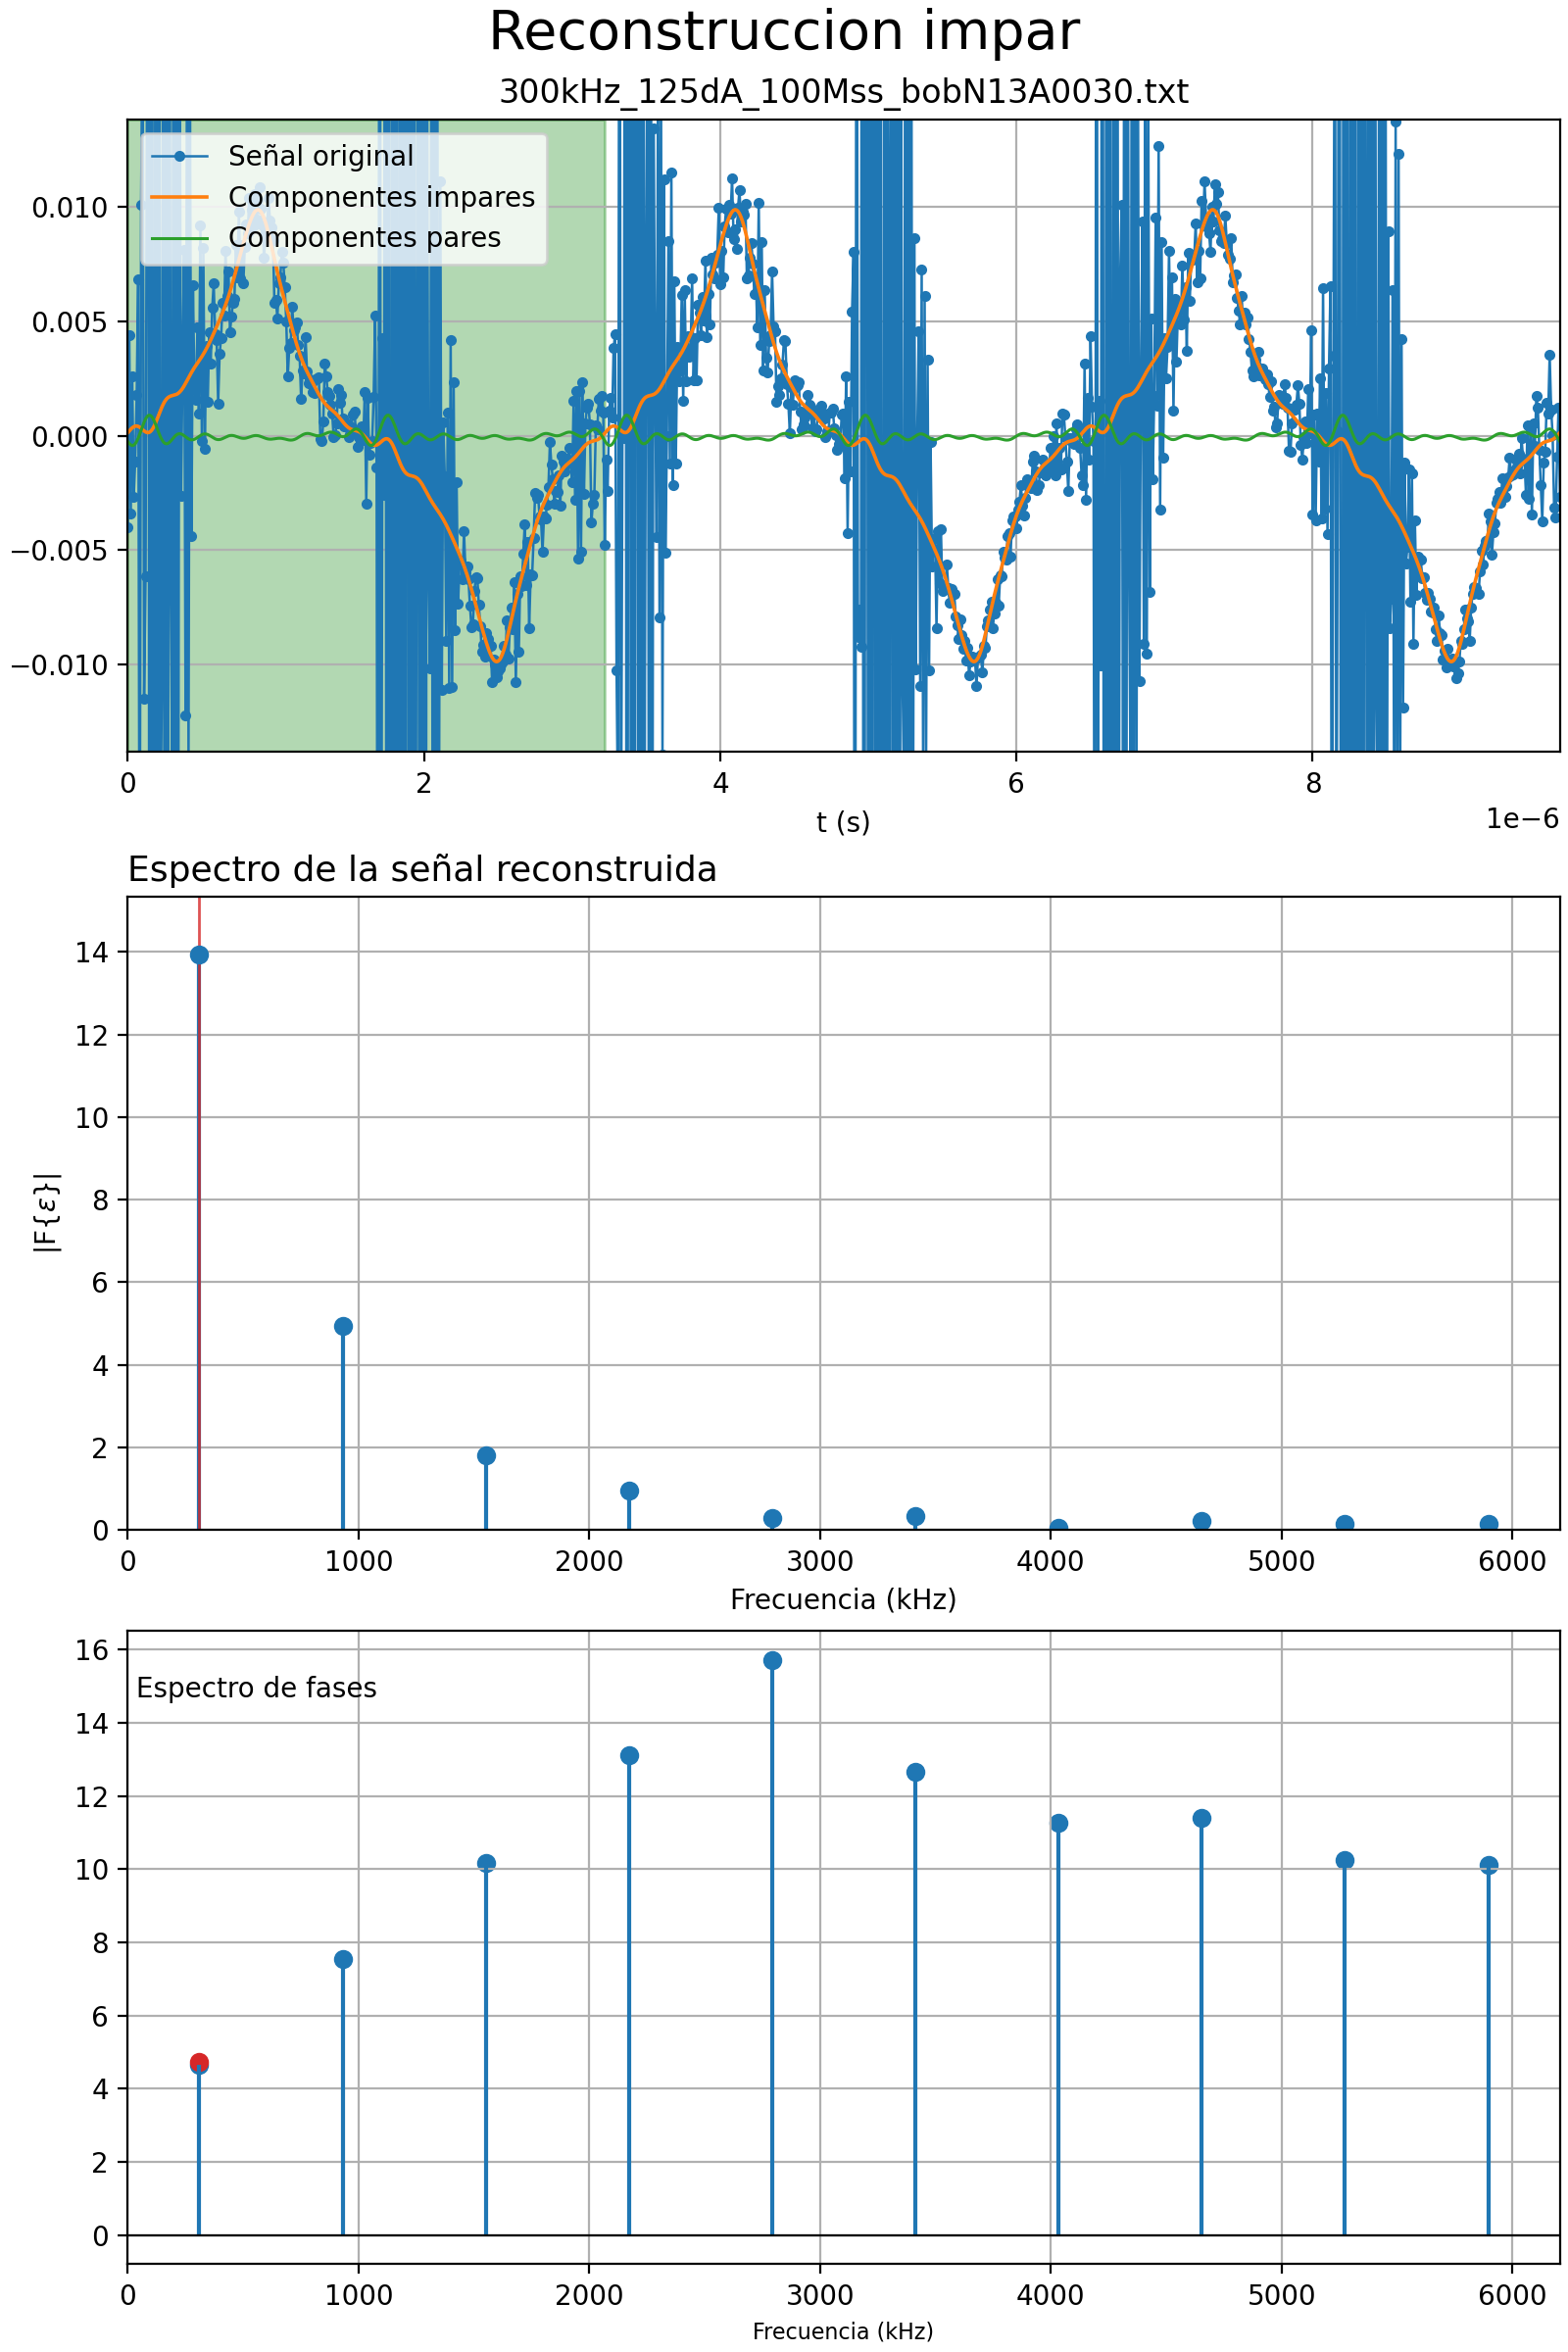 Reconstruccion impar
300kHz_125dA_100Mss_bobN13A0030.txt
Señal original
Componentes impares
Componentes pares
0.010
0.005
0.000
−0.005
−0.010
0 2 4 6 8
t (s)
1e−6
Espectro de la señal reconstruida
14
12
10
8
6
4
2
0
|F{ε}|
0 1000 2000 3000 4000 5000 6000
Frecuencia (kHz)
16
14
12
10
8
6
4
2
0
Espectro de fases
0 1000 2000 3000 4000 5000 6000
Frecuencia (kHz)